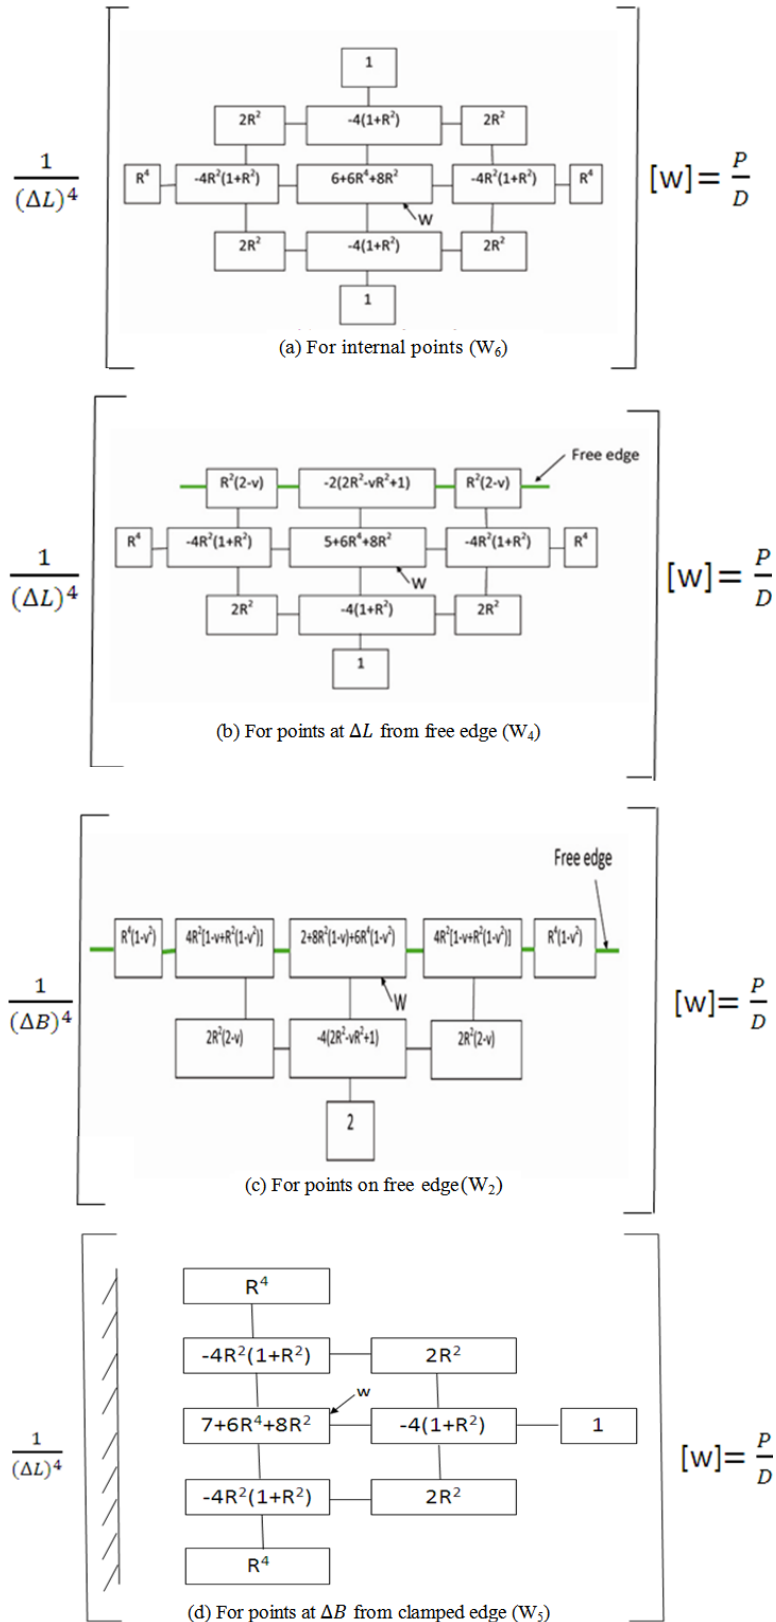 1
2R² -4(1+R²) 2R²
1/(ΔL)⁴ R⁴ -4R²(1+R²) 6+6R⁴+8R² -4R²(1+R²) R⁴ [w]= P/D
W
2R² -4(1+R²) 2R²
1
(a) For internal points (W₆)
Free edge
R²(2-v) -2(2R²-vR²+1) R²(2-v)
1/(ΔL)⁴ R⁴ -4R²(1+R²) 5+6R⁴+8R² -4R²(1+R²) R⁴ [w]= P/D
W
2R² -4(1+R²) 2R²
1
(b) For points at ΔL from free edge (W₄)
Free edge
R⁴(1-v²) 4R²[1-v+R²(1-v²)] 2+8R²(1-v)+6R⁴(1-v²) 4R²[1-v+R²(1-v²)] R⁴(1-v²)
1/(ΔB)⁴ W [w]= P/D
2R²(2-v) -4(2R²-vR²+1) 2R²(2-v)
2
(c) For points on free edge (W₂)
R⁴
-4R²(1+R²) 2R²
w
1/(ΔL)⁴ 7+6R⁴+8R² -4(1+R²) 1 [w]= P/D
-4R²(1+R²) 2R²
R⁴
(d) For points at ΔB from clamped edge (W₅)